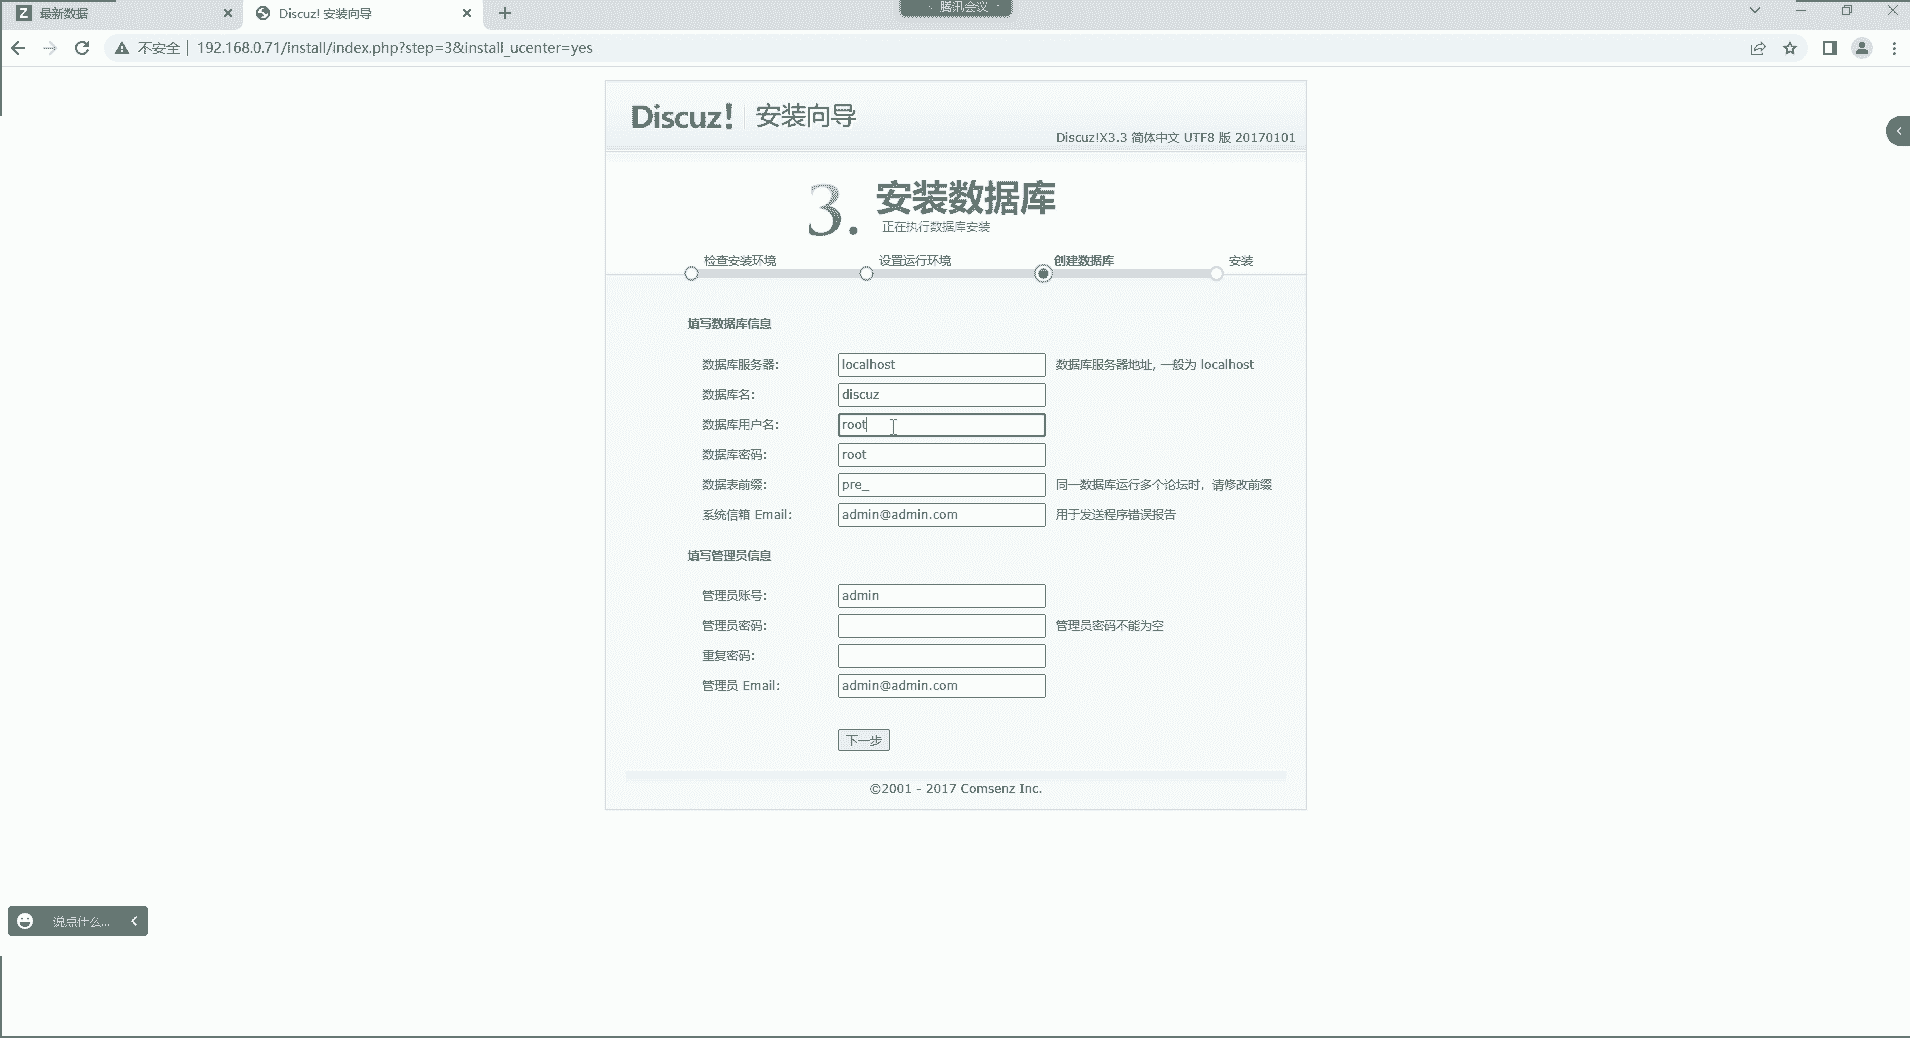 最新数据
Discuz! 安装向导
腾讯会议
不安全 192.168.0.71/install/index.php?step=3&install_ucenter=yes
Discuz! 安装向导
Discuz!X3.3 简体中文 UTF8 版 20170101
3. 安装数据库
正在执行数据库安装
检查安装环境 设置运行环境 创建数据库 安装
填写数据库信息
数据库服务器: localhost 数据库服务器地址, 一般为 localhost
数据库名: discuz
数据库用户名: root
数据库密码: root
数据表前缀: pre_ 同一数据库运行多个论坛时，请修改前缀
系统信箱 Email: admin@admin.com 用于发送程序错误报告
填写管理员信息
管理员账号: admin
管理员密码: 管理员密码不能为空
重复密码:
管理员 Email: admin@admin.com
下一步
©2001 - 2017 Comsenz Inc.
说点什么...